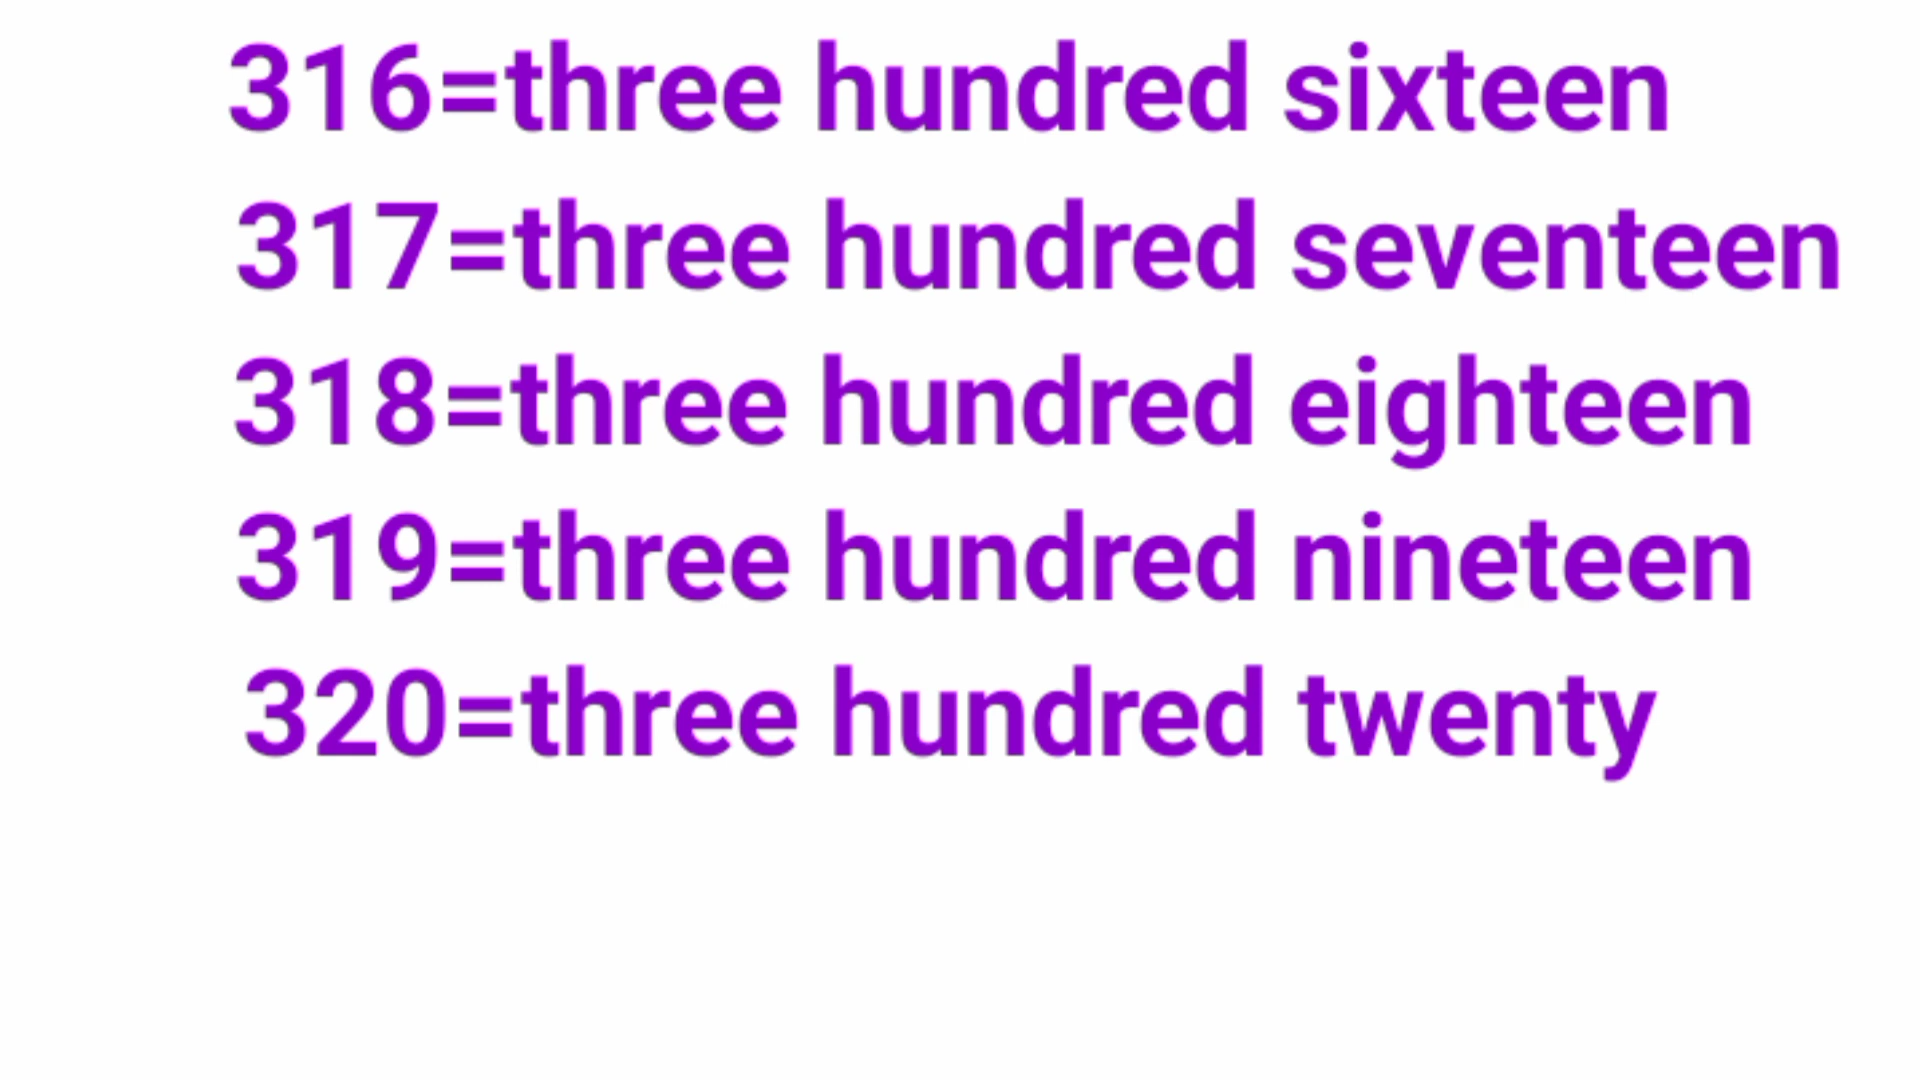 316=three hundred sixteen
317=three hundred seventeen
318=three hundred eighteen
319=three hundred nineteen
320=three hundred twenty